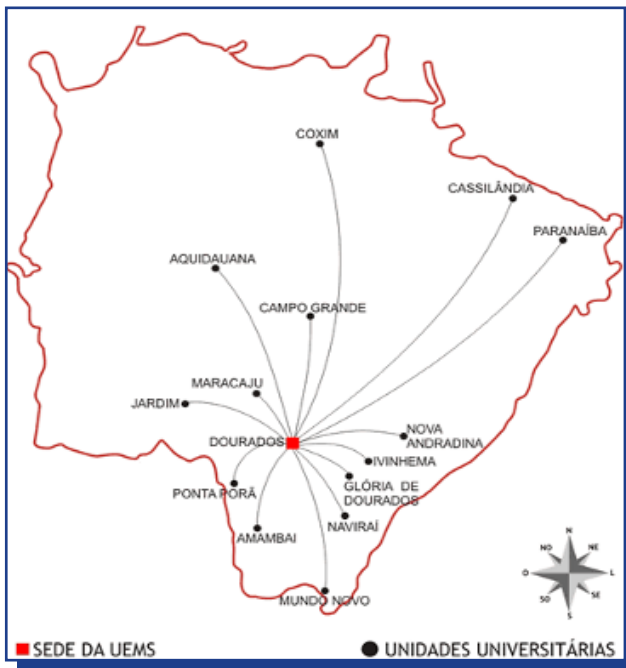 COXIM
CASSILÂNDIA
PARANAÍBA
AQUIDAUANA
CAMPO GRANDE
MARACAJU
JARDIM
DOURADOS
NOVA
ANDRADINA
IVINHEMA
GLÓRIA DE
DOURADOS
PONTA PORÃ
NAVIRAÍ
AMAMBAI
MUNDO NOVO
N
NO
NE
O
L
SO
SE
S
SEDE DA UEMS
UNIDADES UNIVERSITÁRIAS